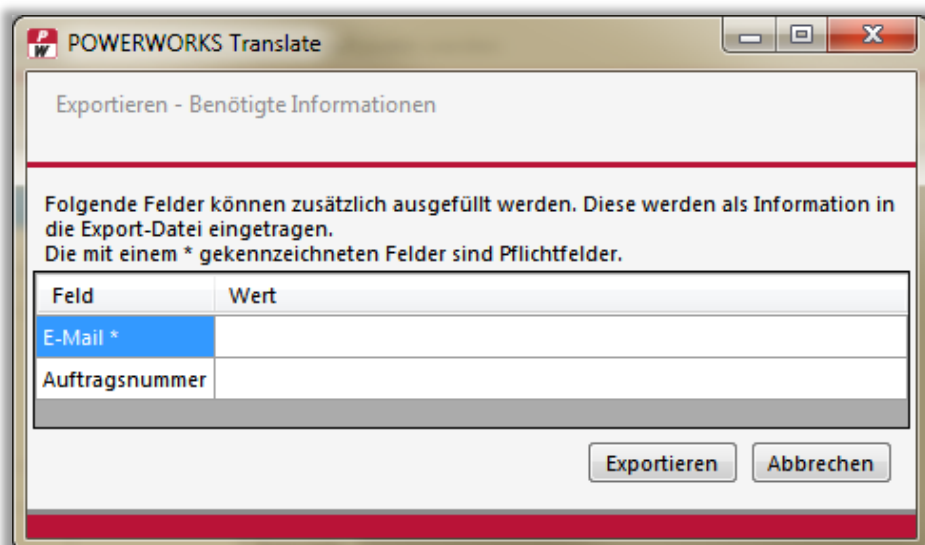 P
W
POWERWORKS Translate
Exportieren - Benötigte Informationen
Folgende Felder können zusätzlich ausgefüllt werden. Diese werden als Information in
die Export-Datei eingetragen.
Die mit einem * gekennzeichneten Felder sind Pflichtfelder.
Feld Wert
E-Mail *
Auftragsnummer
Exportieren Abbrechen